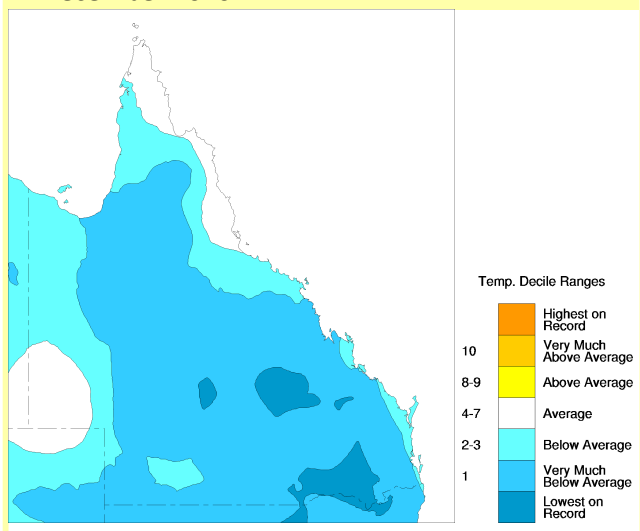 Temp. Decile Ranges
Highest on
Record
10
Very Much
Above Average
8-9
Above Average
4-7
Average
2-3
Below Average
1
Very Much
Below Average
Lowest on
Record